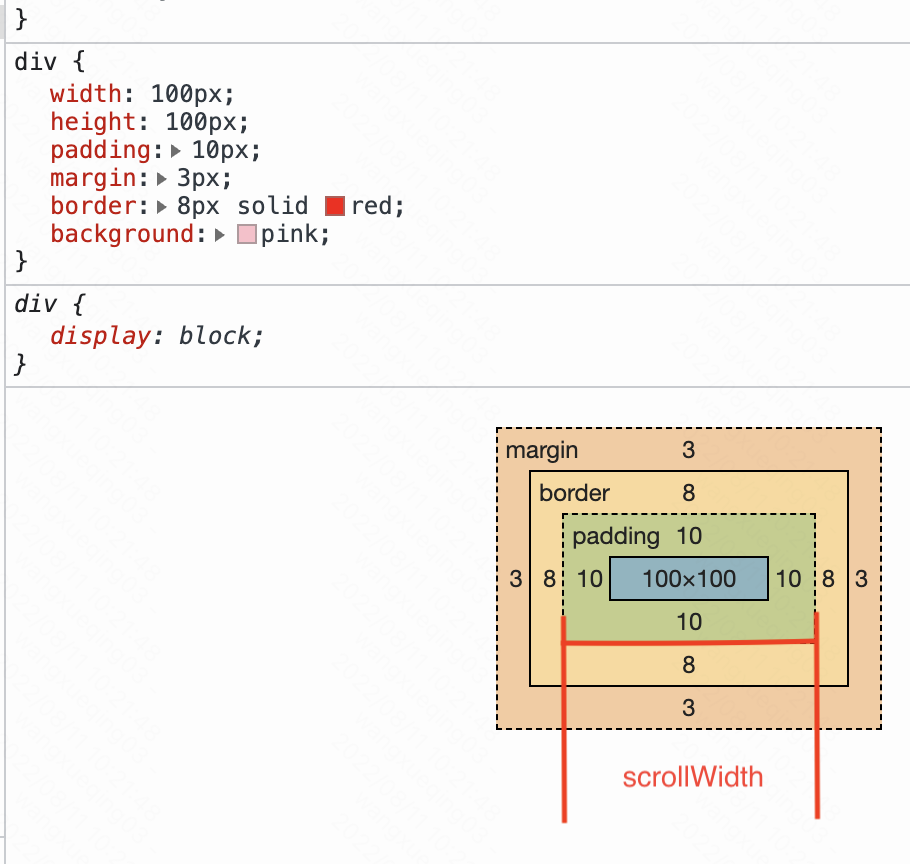 }
div {
width: 100px;
height: 100px;
padding: 10px;
margin: 3px;
border: 8px solid red;
background: pink;
}
div {
display: block;
}
margin 3
border 8
padding 10
3 8 10 100×100 10 8 3
10
8
3
scrollWidth